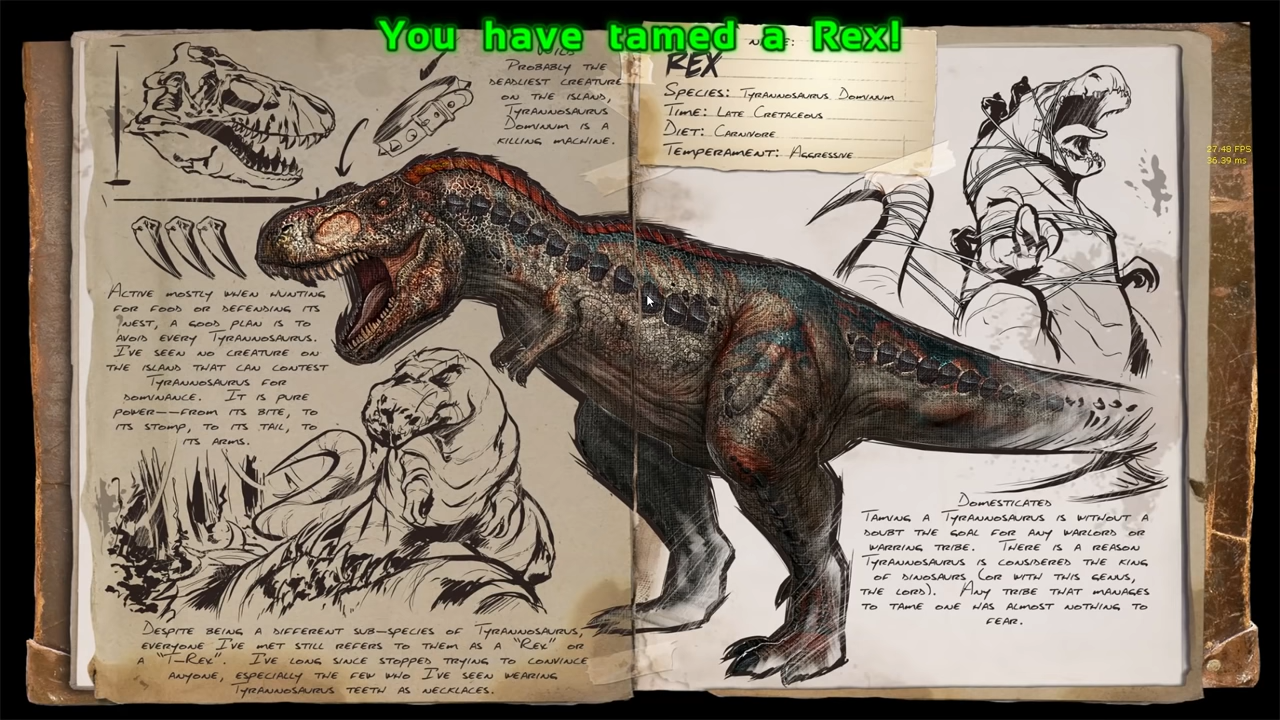 You have tamed a Rex!
Wild
Probably the
deadliest creature
on the island,
Tyrannosaurus
Dominum is a
killing machine.
Name:
Rex
Species: Tyrannosaurus Dominum
Time: Late Cretaceous
Diet: Carnivore
Temperament: Aggressive
27.48 FPS
36.39 ms
Active mostly when hunting
for food or defending its
nest, a good plan is to
avoid every Tyrannosaurus.
I've seen no creature on
the island that can contest
Tyrannosaurus for
dominance. It is pure
power--from its bite, to
its stomp, to its tail, to
its arms.
Despite being a different sub-species of Tyrannosaurus,
everyone I've met still refers to them as a "Rex" or
a "T-Rex". I've long since stopped trying to convince
anyone, especially the few who I've seen wearing
Tyrannosaurus teeth as necklaces.
Domesticated
Taming a Tyrannosaurus is without a
doubt the goal for any warlord or
warring tribe. There is a reason
Tyrannosaurus is considered the king
of dinosaurs (or with this genus,
the lord). Any tribe that manages
to tame one has almost nothing to
fear.